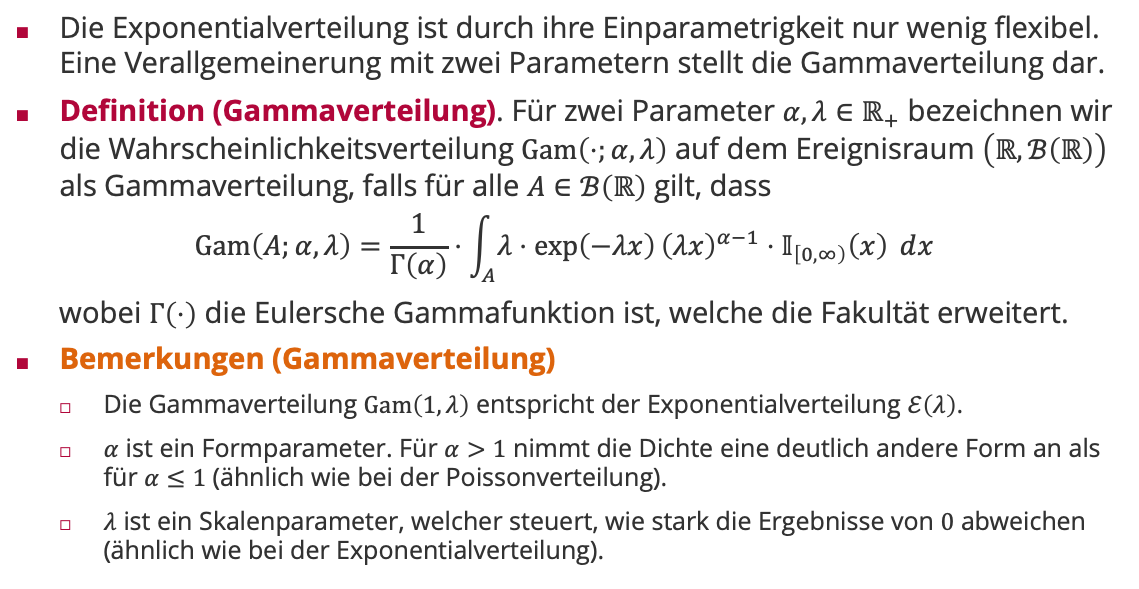 ▪ Die Exponentialverteilung ist durch ihre Einparametrigkeit nur wenig flexibel.
Eine Verallgemeinerung mit zwei Parametern stellt die Gammaverteilung dar.
▪ Definition (Gammaverteilung). Für zwei Parameter α, λ ∈ ℝ₊ bezeichnen wir
die Wahrscheinlichkeitsverteilung Gam(·; α, λ) auf dem Ereignisraum (ℝ, ℬ(ℝ))
als Gammaverteilung, falls für alle A ∈ ℬ(ℝ) gilt, dass
Gam(A; α, λ) = 1/Γ(α) · ∫_A λ · exp(−λx) (λx)^{α−1} · 𝕀_{[0,∞)}(x) dx
wobei Γ(·) die Eulersche Gammafunktion ist, welche die Fakultät erweitert.
▪ Bemerkungen (Gammaverteilung)
▫ Die Gammaverteilung Gam(1, λ) entspricht der Exponentialverteilung ℰ(λ).
▫ α ist ein Formparameter. Für α > 1 nimmt die Dichte eine deutlich andere Form an als
für α ≤ 1 (ähnlich wie bei der Poissonverteilung).
▫ λ ist ein Skalenparameter, welcher steuert, wie stark die Ergebnisse von 0 abweichen
(ähnlich wie bei der Exponentialverteilung).